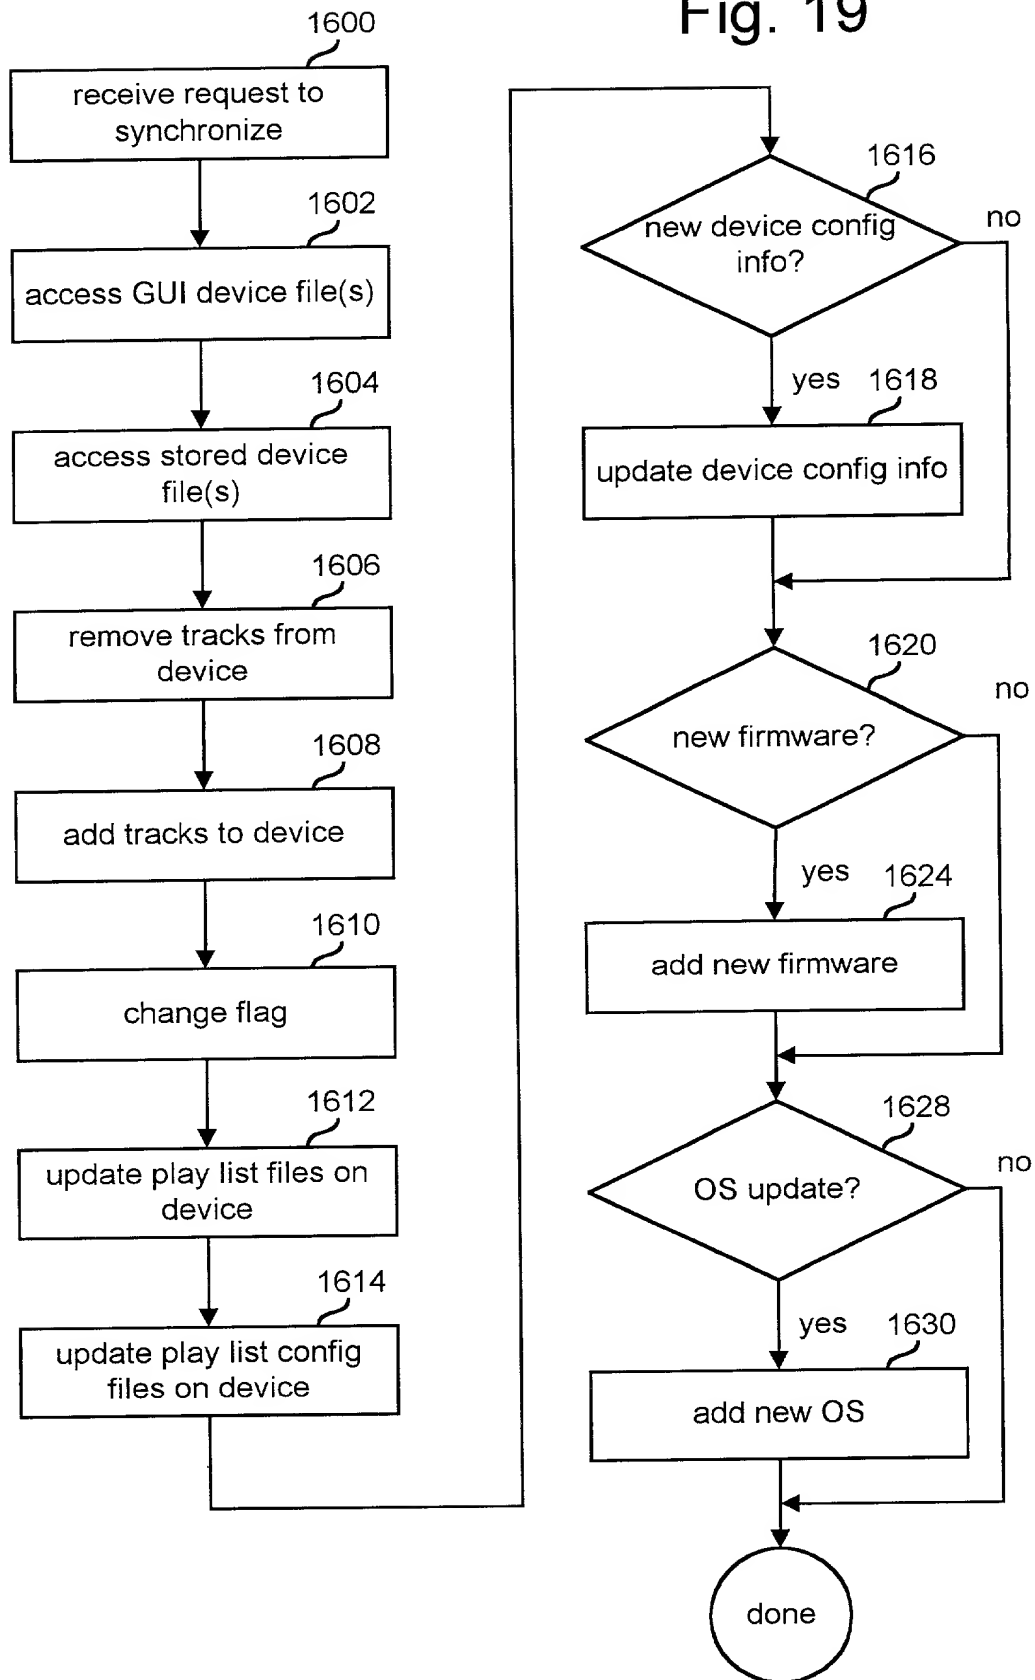 Fig. 19
1600
receive request to
synchronize
1602
access GUI device file(s)
1604
access stored device
file(s)
1606
remove tracks from
device
1608
add tracks to device
1610
change flag
1612
update play list files on
device
1614
update play list config
files on device
1616
new device config
info?
no
yes
1618
update device config info
1620
new firmware?
no
yes
1624
add new firmware
1628
OS update?
no
yes
1630
add new OS
done